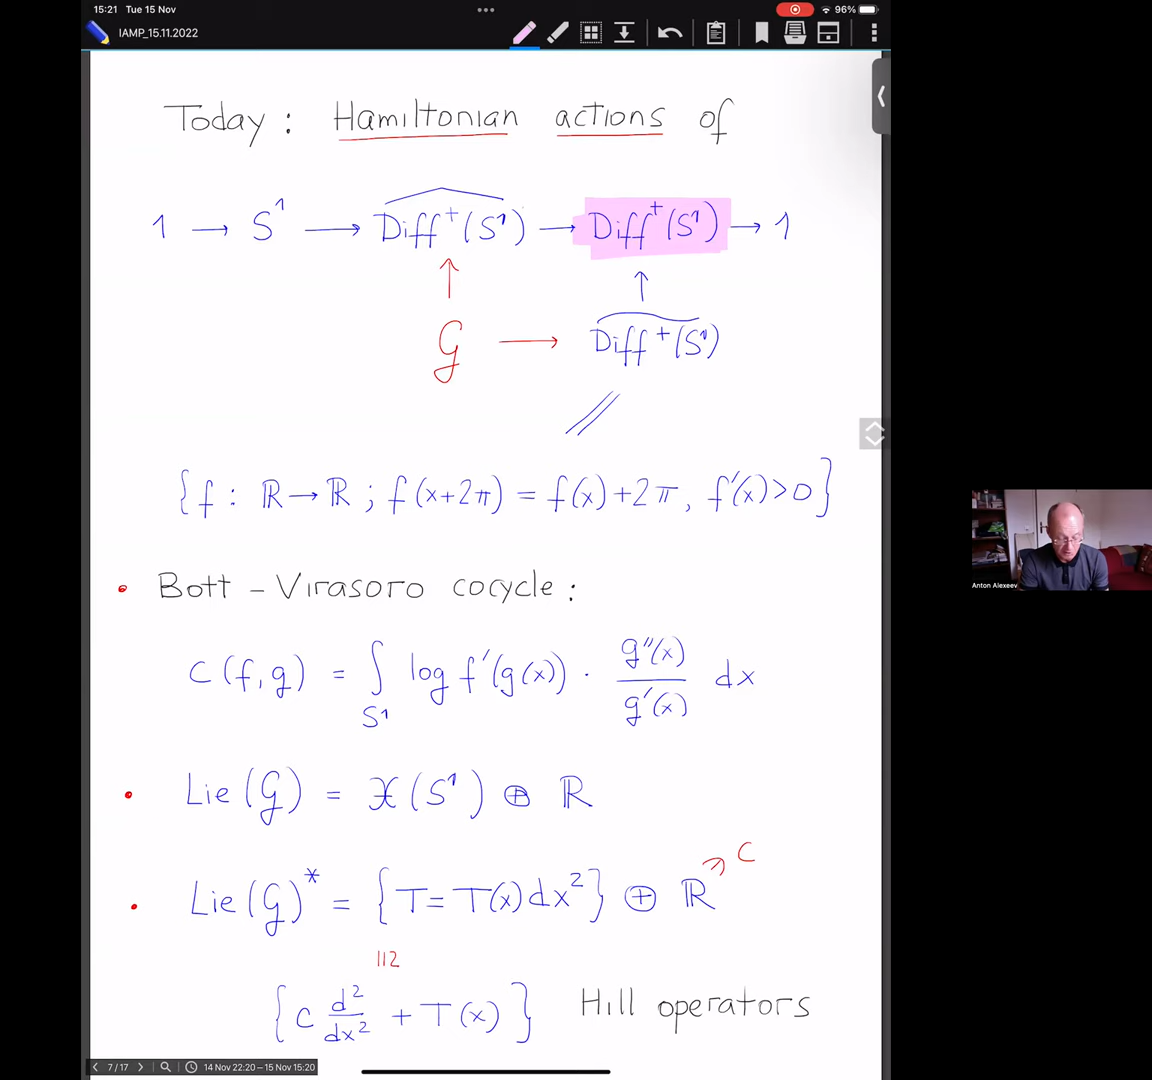 15:21 Tue 15 Nov
96%
IAMP_15.11.2022
Today : Hamiltonian actions of
1 → S¹ → \widehat{Diff⁺(S¹)} → Diff⁺(S¹) → 1
↑ ↑
G → \widetilde{Diff⁺(S¹)}
//
{f : ℝ → ℝ ; f(x+2π) = f(x)+2π, f′(x)>0}
• Bott – Virasoro cocycle :
C(f,g) = ∫_{S¹} log f′(g(x)) · g″(x)/g′(x) dx
• Lie(G) = 𝔛(S¹) ⊕ ℝ
• Lie(G)* = {T = T(x)dx²} ⊕ ℝ ∋ c
≅
{c d²/dx² + T(x)} Hill operators
Anton Alexeev
7 / 17 14 Nov 22:20 – 15 Nov 15:20